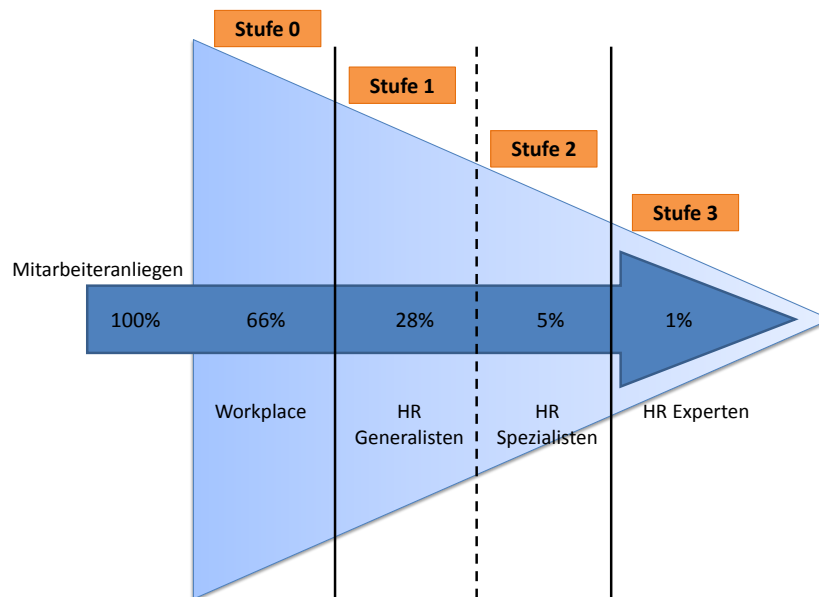 Stufe 0
Stufe 1
Stufe 2
Stufe 3
Mitarbeiteranliegen
100%
66%
28%
5%
1%
Workplace
HR
Generalisten
HR
Spezialisten
HR Experten